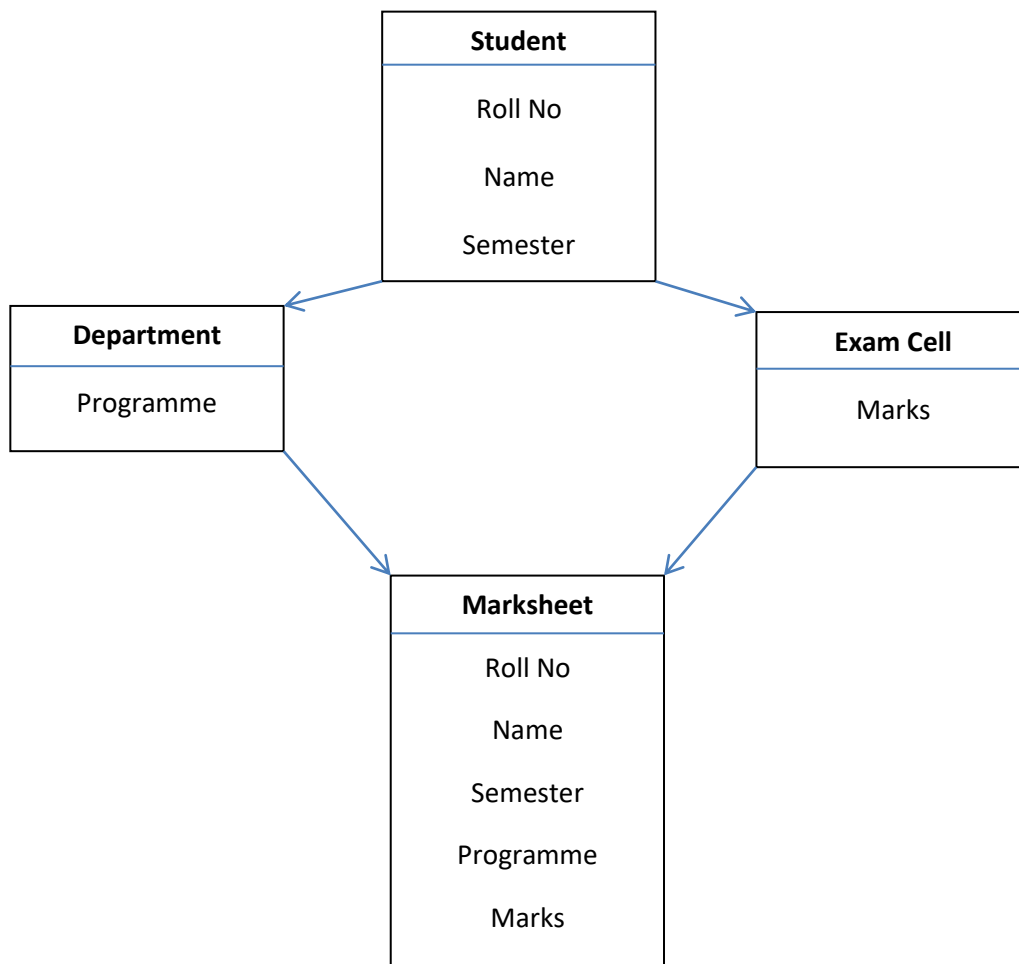 Student
Roll No
Name
Semester
Department
Programme
Exam Cell
Marks
Marksheet
Roll No
Name
Semester
Programme
Marks